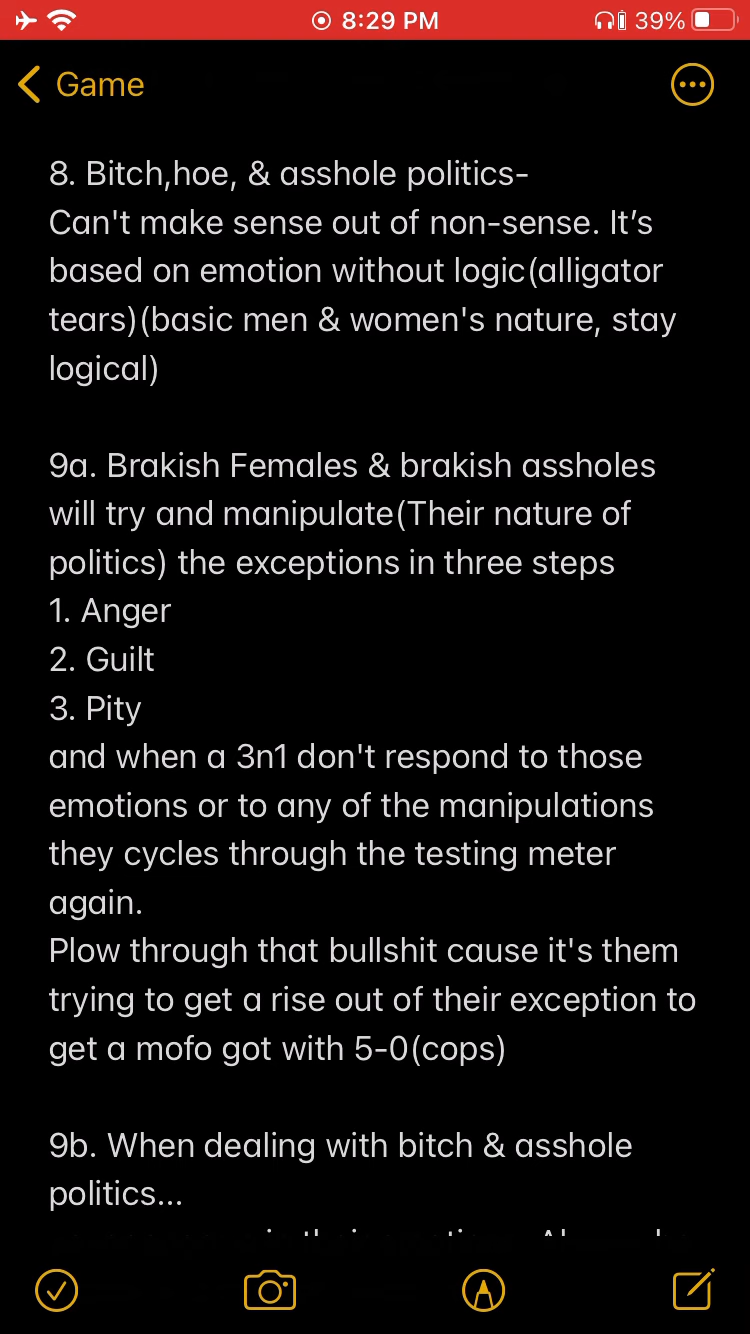 8:29 PM
39%
Game
8. Bitch,hoe, & asshole politics-
Can't make sense out of non-sense. It’s
based on emotion without logic(alligator
tears)(basic men & women's nature, stay
logical)
9a. Brakish Females & brakish assholes
will try and manipulate(Their nature of
politics) the exceptions in three steps
1. Anger
2. Guilt
3. Pity
and when a 3n1 don't respond to those
emotions or to any of the manipulations
they cycles through the testing meter
again.
Plow through that bullshit cause it's them
trying to get a rise out of their exception to
get a mofo got with 5-0(cops)
9b. When dealing with bitch & asshole
politics...